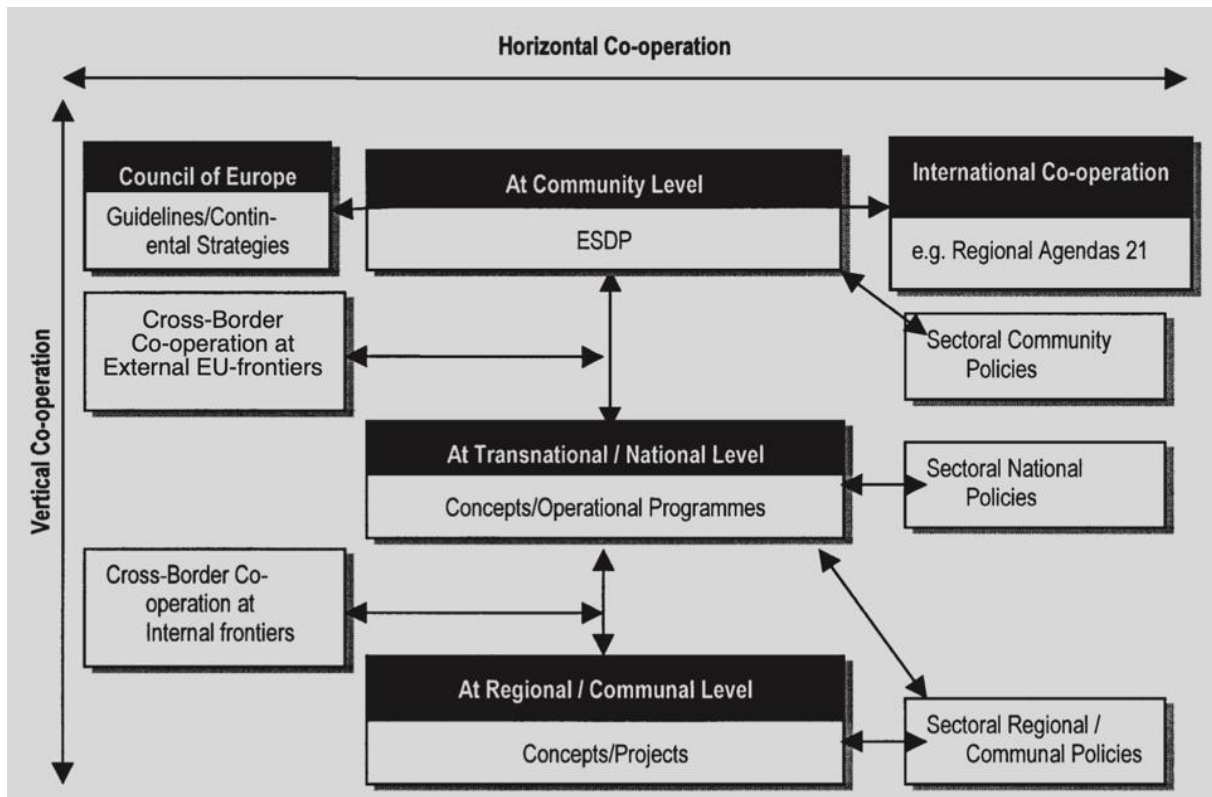 Horizontal Co-operation
Vertical Co-operation
Council of Europe
Guidelines/Contin-
ental Strategies
At Community Level
ESDP
International Co-operation
e.g. Regional Agendas 21
Cross-Border
Co-operation at
External EU-frontiers
Sectoral Community
Policies
At Transnational / National Level
Concepts/Operational Programmes
Sectoral National
Policies
Cross-Border Co-
operation at
Internal frontiers
At Regional / Communal Level
Concepts/Projects
Sectoral Regional /
Communal Policies